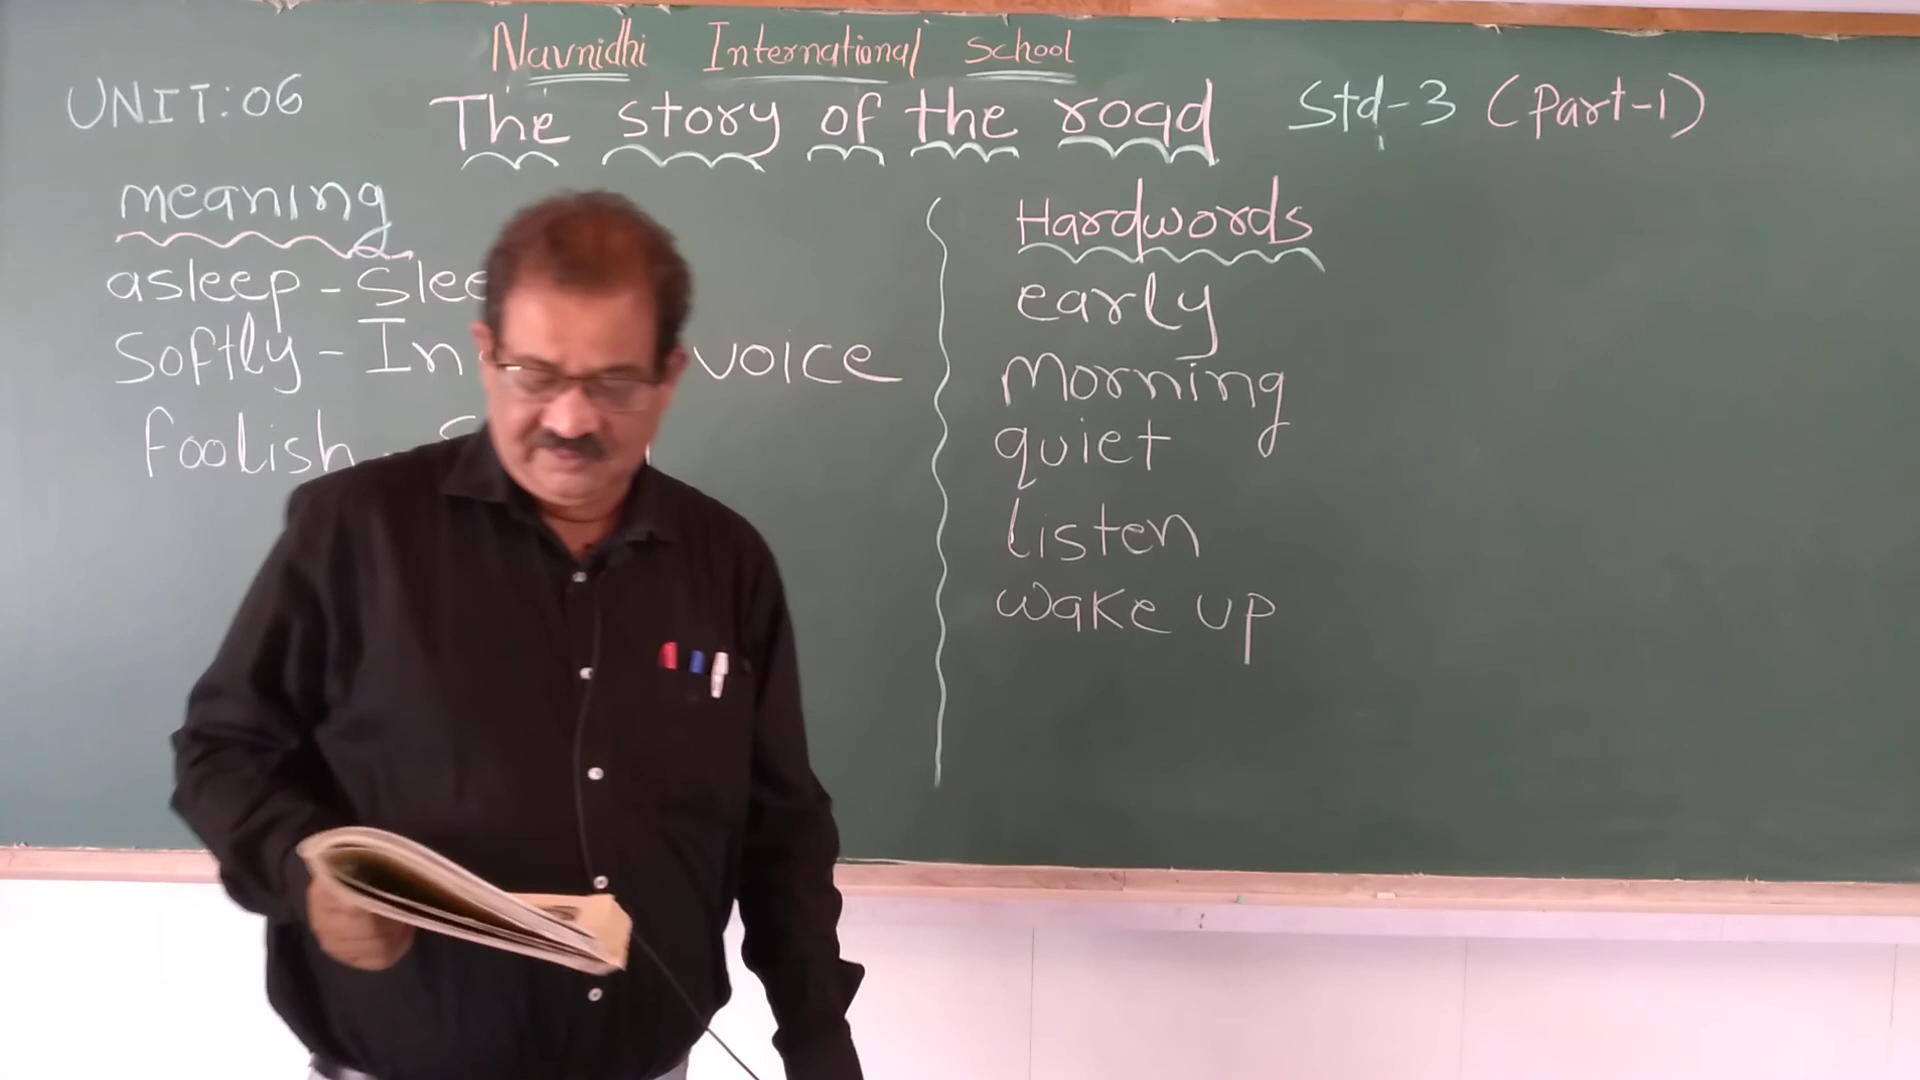 Navnidhi International School
UNIT:06
The story of the road
Std-3 (Part-1)
meaning
asleep -
Softly - In voice
foolish -
Hardwords
early
Morning
quiet
listen
wake up